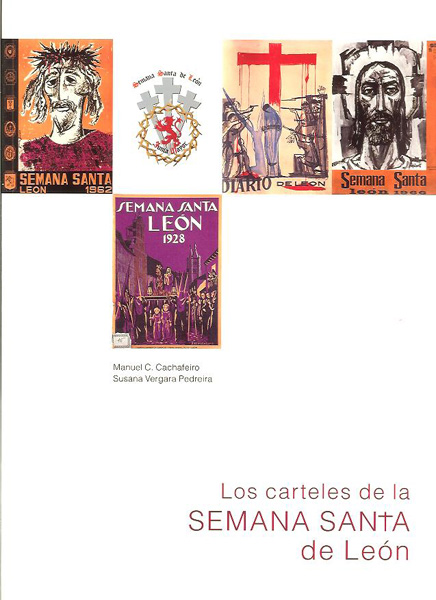 SEMANA SANTA
LEON 1962
Semana Santa de León
DIARIO DE LEON
Semana Santa
león 1966
SEMANA SANTA
LEÓN
1928
Manuel C. Cachafeiro
Susana Vergara Pedreira
Los carteles de la
SEMANA SANTA
de León